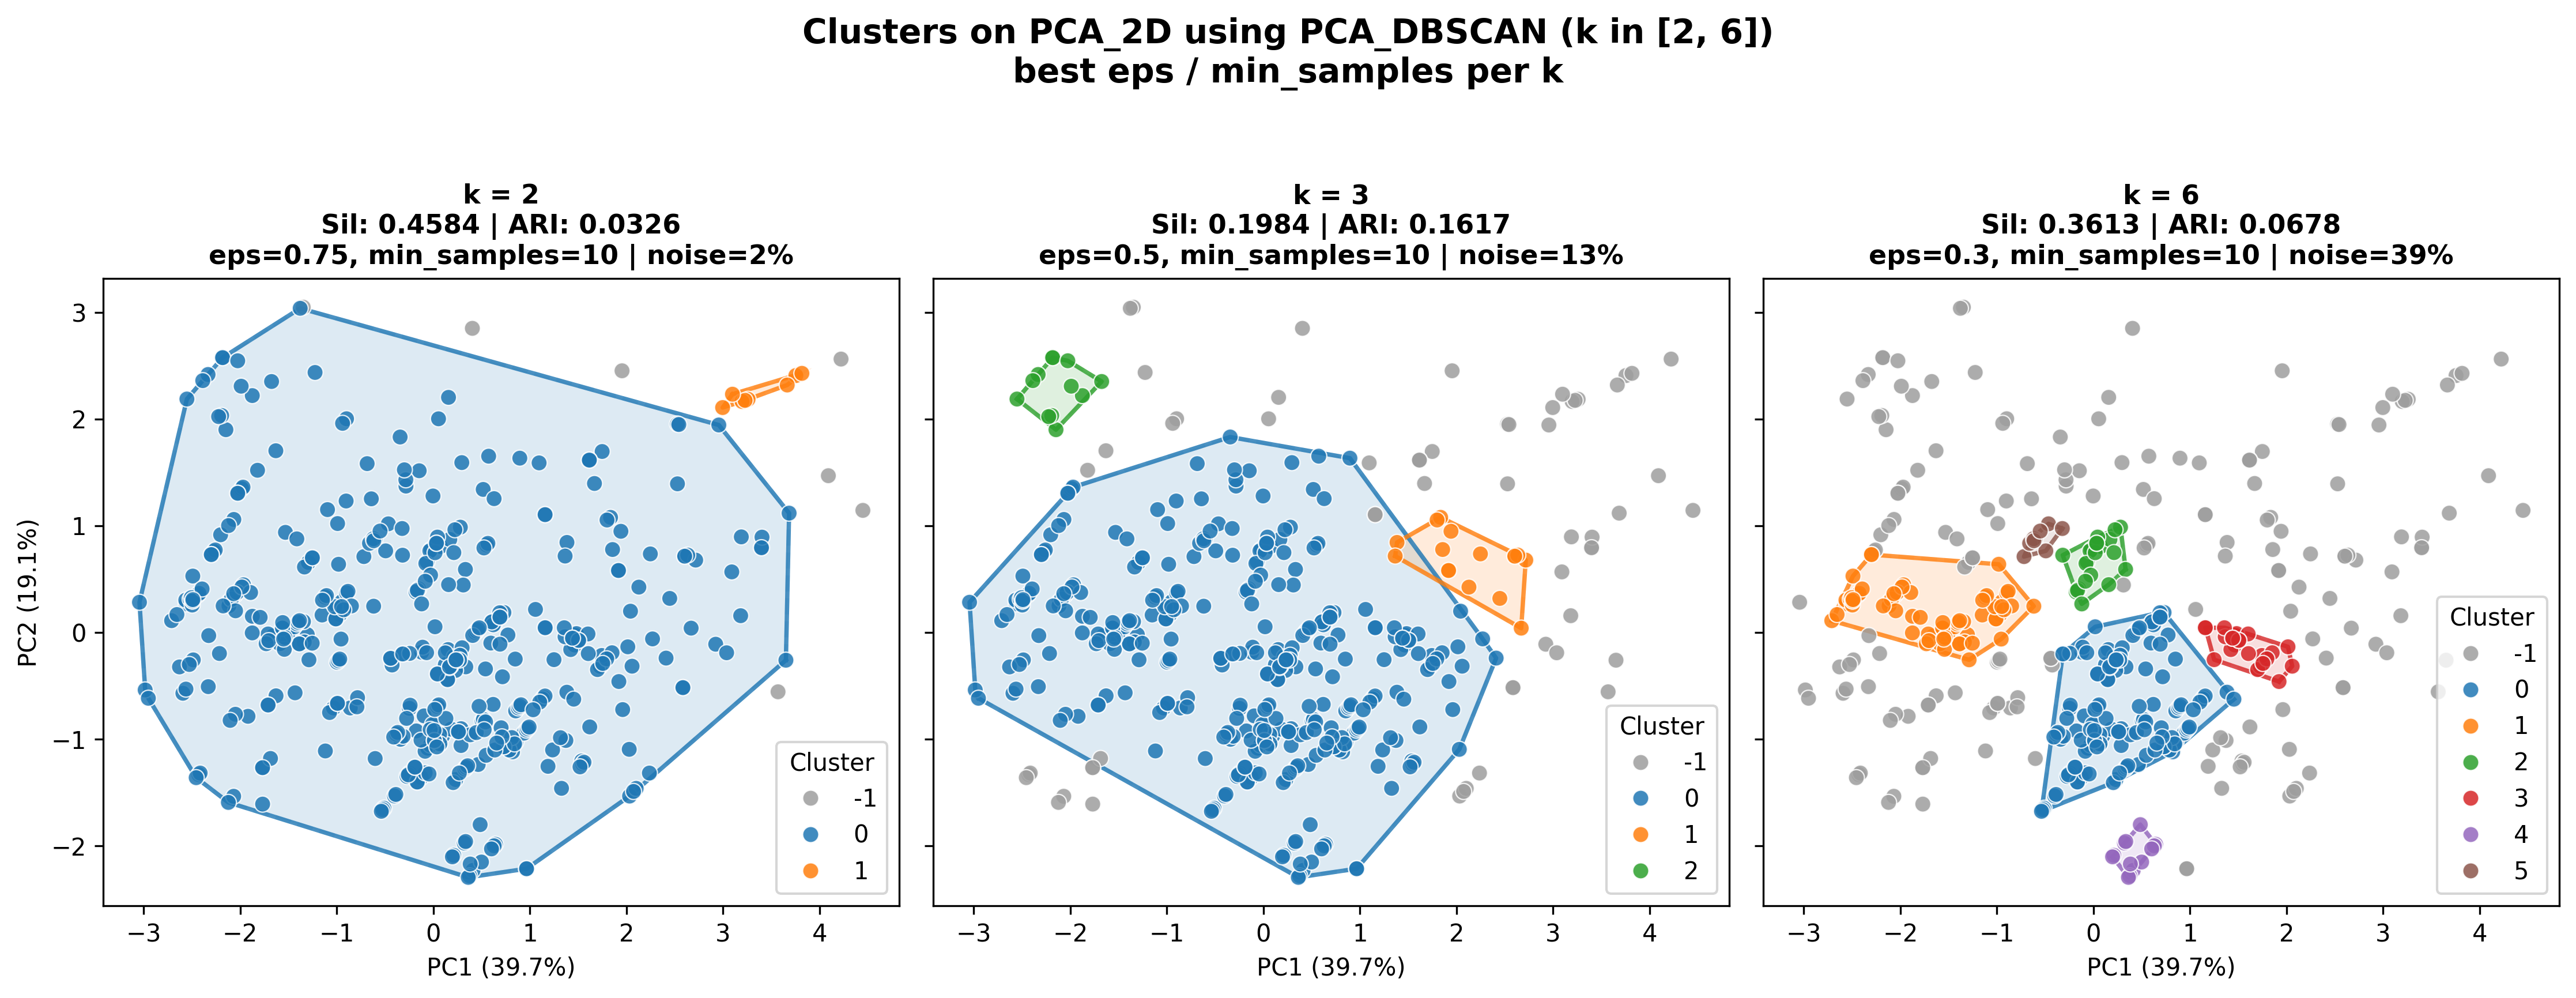 Clusters on PCA_2D using PCA_DBSCAN (k in [2, 6])
best eps / min_samples per k
k = 2
Sil: 0.4584 | ARI: 0.0326
eps=0.75, min_samples=10 | noise=2%
k = 3
Sil: 0.1984 | ARI: 0.1617
eps=0.5, min_samples=10 | noise=13%
k = 6
Sil: 0.3613 | ARI: 0.0678
eps=0.3, min_samples=10 | noise=39%
PC2 (19.1%)
3
2
1
0
−1
−2
Cluster
-1
0
1
−3 −2 −1 0 1 2 3 4
PC1 (39.7%)
Cluster
-1
0
1
2
−3 −2 −1 0 1 2 3 4
PC1 (39.7%)
Cluster
-1
0
1
2
3
4
5
−3 −2 −1 0 1 2 3 4
PC1 (39.7%)